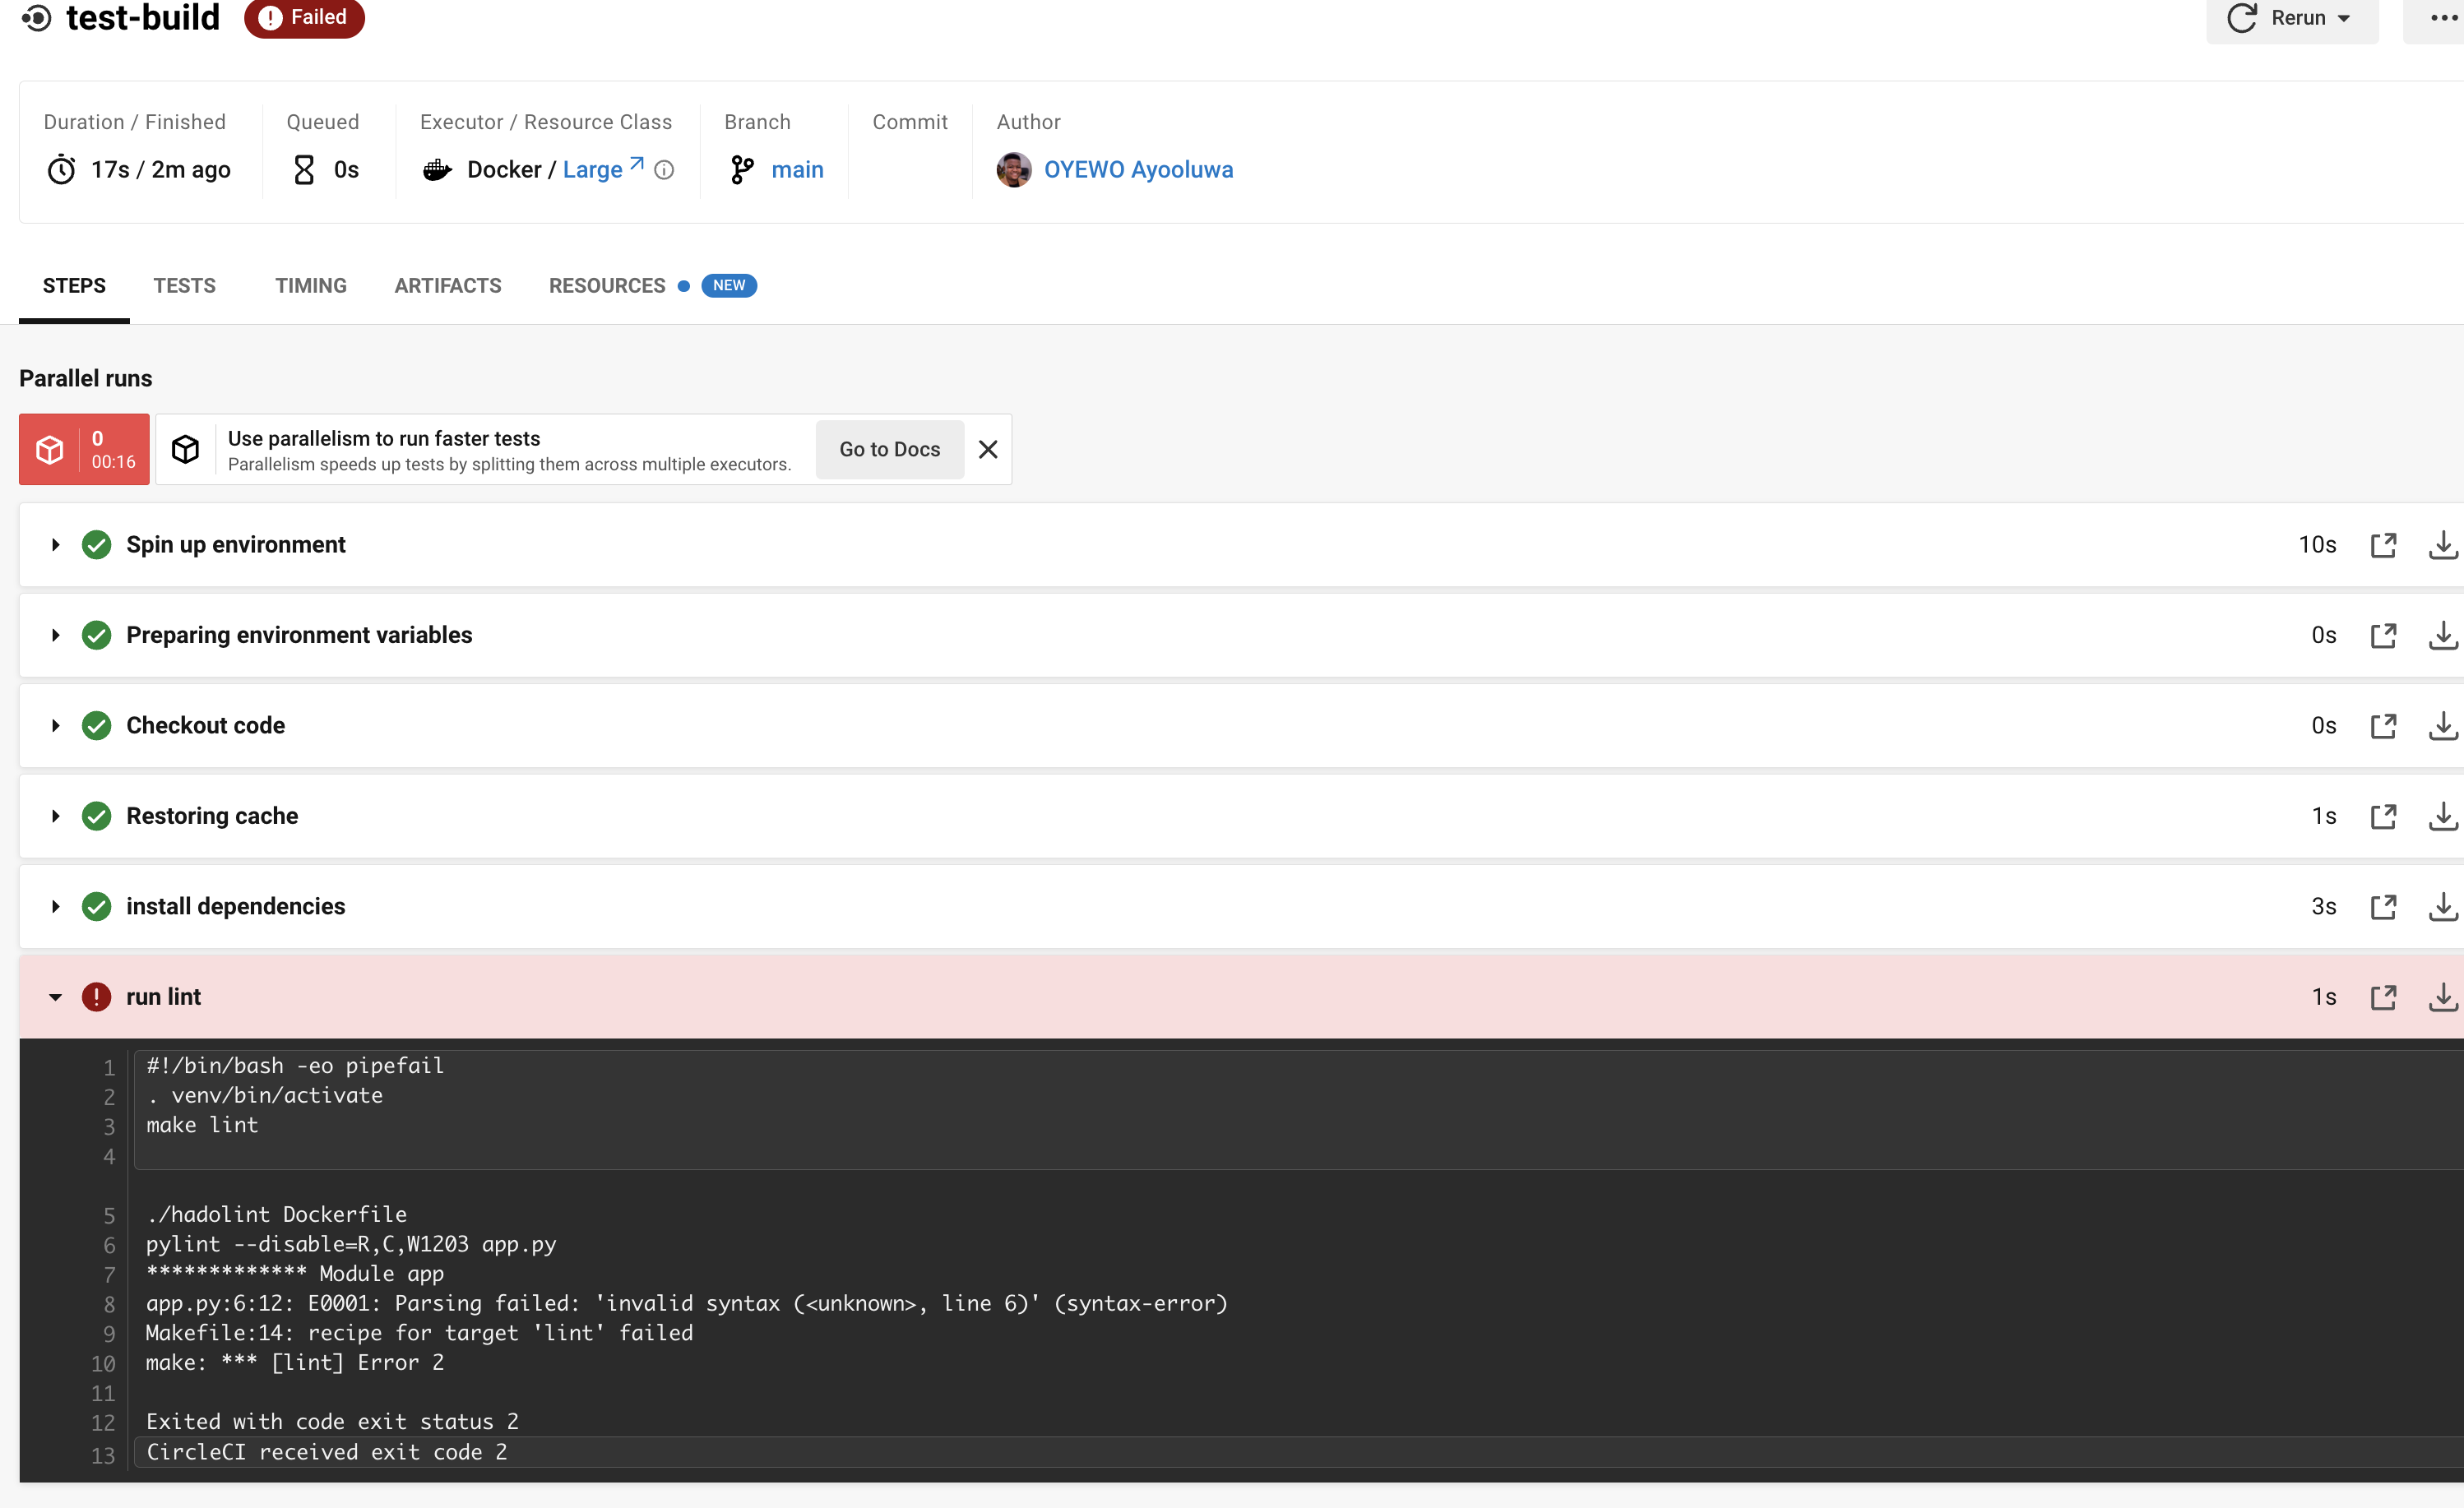 test-build
Failed
Rerun
Duration / Finished
17s / 2m ago
Queued
0s
Executor / Resource Class
Docker / Large
Branch
main
Commit
Author
OYEWO Ayooluwa
STEPS
TESTS
TIMING
ARTIFACTS
RESOURCES
NEW
Parallel runs
0
00:16
Use parallelism to run faster tests
Parallelism speeds up tests by splitting them across multiple executors.
Go to Docs
Spin up environment
10s
Preparing environment variables
0s
Checkout code
0s
Restoring cache
1s
install dependencies
3s
run lint
1s
1 #!/bin/bash -eo pipefail
2 . venv/bin/activate
3 make lint
4
5 ./hadolint Dockerfile
6 pylint --disable=R,C,W1203 app.py
7 ************* Module app
8 app.py:6:12: E0001: Parsing failed: 'invalid syntax (<unknown>, line 6)' (syntax-error)
9 Makefile:14: recipe for target 'lint' failed
10 make: *** [lint] Error 2
11
12 Exited with code exit status 2
13 CircleCI received exit code 2